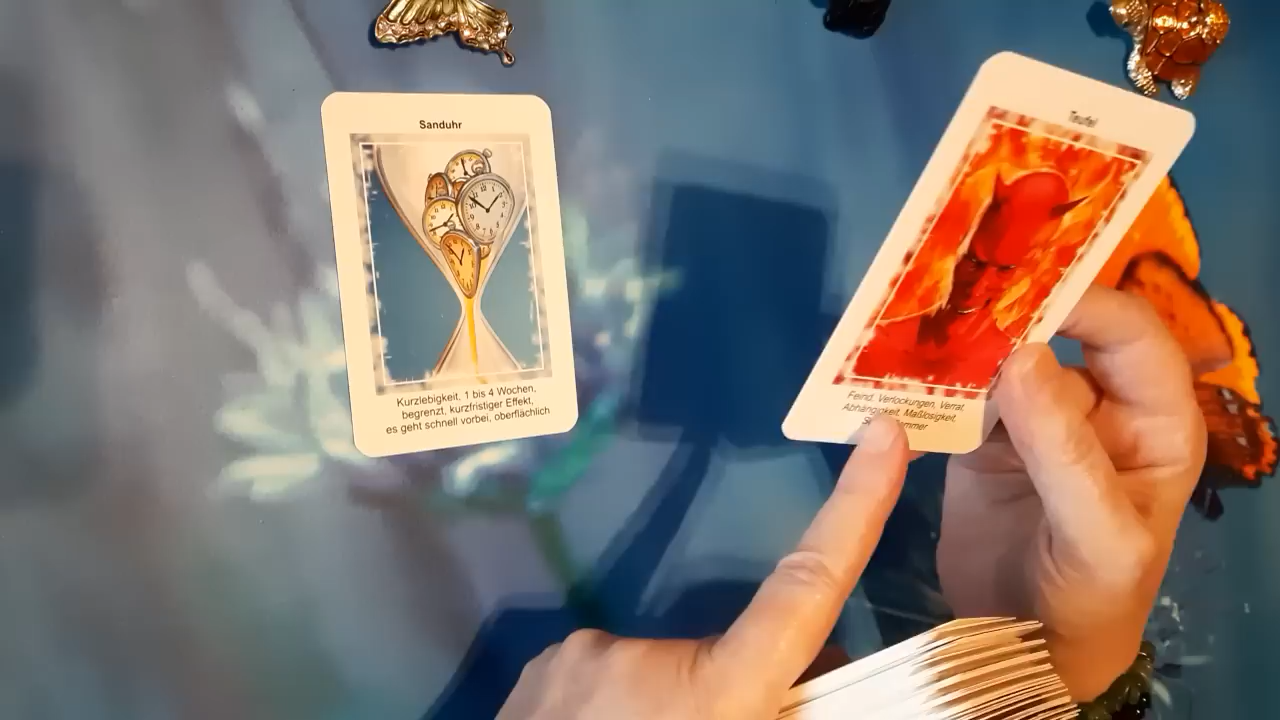 Sanduhr
Kurzlebigkeit, 1 bis 4 Wochen,
begrenzt, kurzfristiger Effekt,
es geht schnell vorbei, oberflächlich
Teufel
Feind, Verlockungen, Verrat,
Abhängigkeit, Maßlosigkeit,